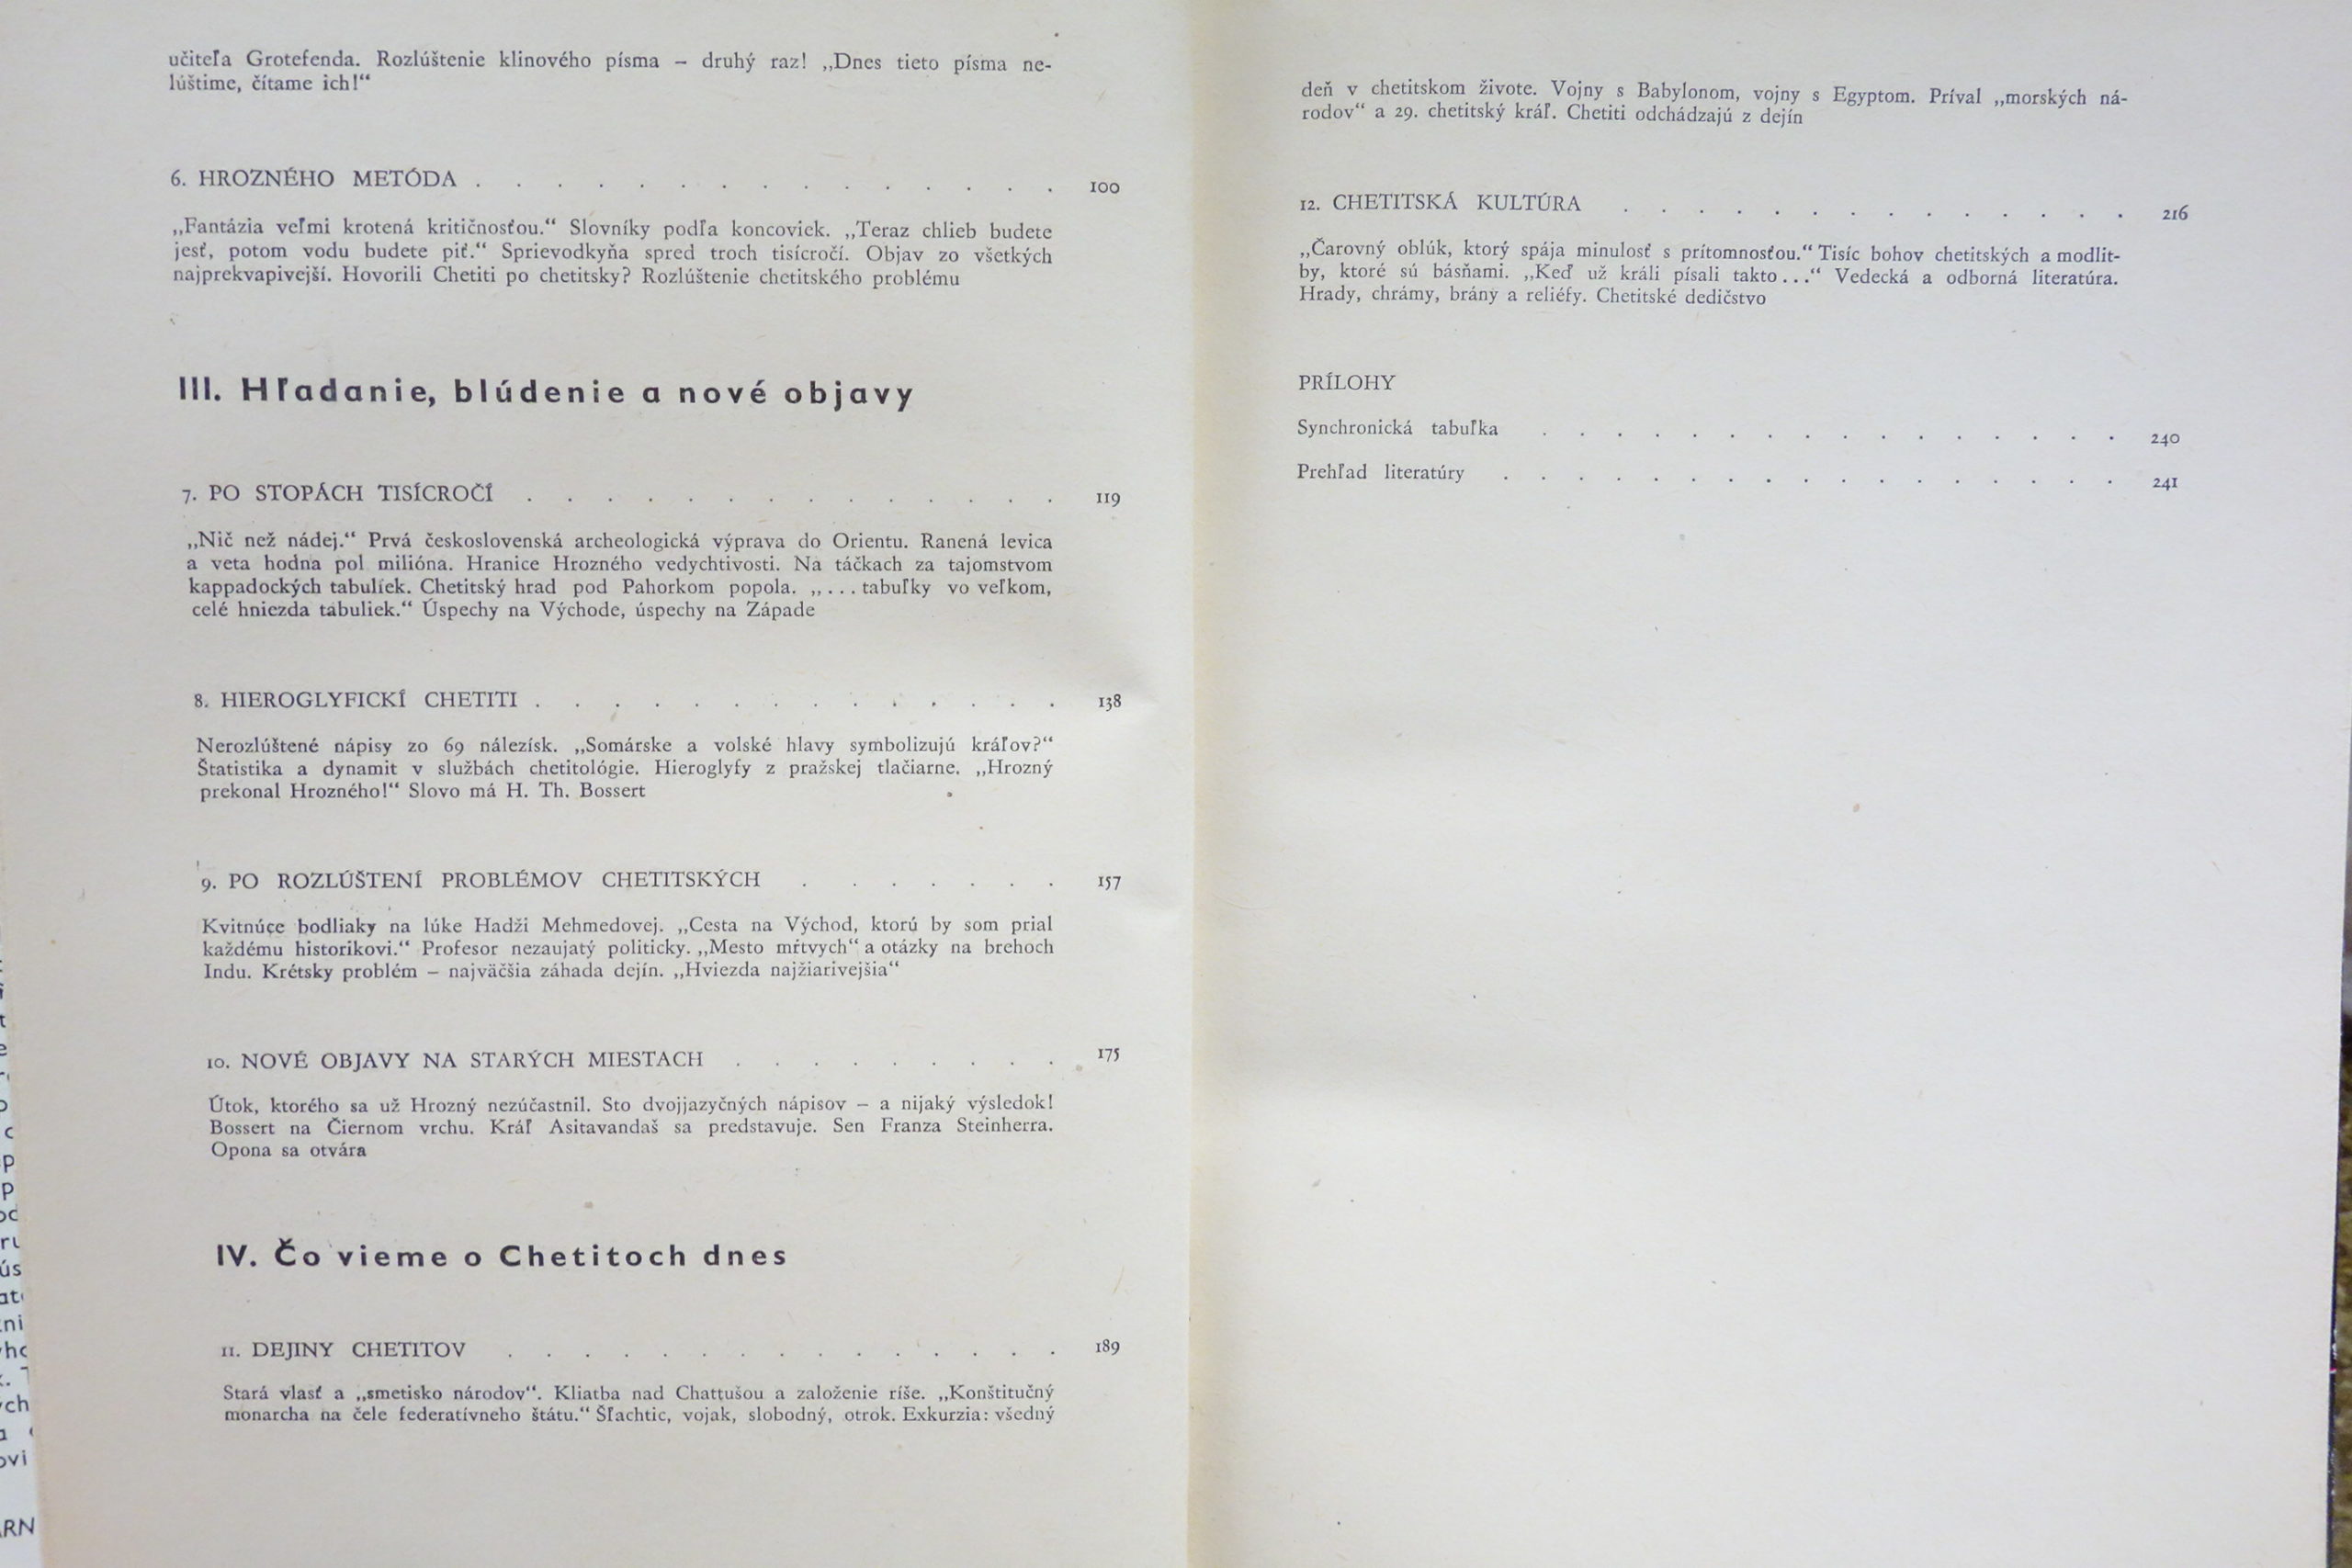 učiteľa Grotefenda. Rozlúštenie klinového písma – druhý raz! „Dnes tieto písma ne-
lúštime, čítame ich!“
6. HROZNÉHO METÓDA . . . . . . . . . . . . . . . 100
„Fantázia veľmi krotená kritičnosťou.“ Slovníky podľa koncoviek. „Teraz chlieb budete
jesť, potom vodu budete piť.“ Sprievodkyňa spred troch tisícročí. Objav zo všetkých
najprekvapivejší. Hovorili Chetiti po chetitsky? Rozlúštenie chetitského problému
III. Hľadanie, blúdenie a nové objavy
7. PO STOPÁCH TISÍCROČÍ . . . . . . . . . . . . . . 119
„Nič než nádej.“ Prvá československá archeologická výprava do Orientu. Ranená levica
a veta hodna pol milióna. Hranice Hrozného vedychtivosti. Na táčkach za tajomstvom
kappadockých tabuliek. Chetitský hrad pod Pahorkom popola. „... tabuľky vo veľkom,
celé hniezda tabuliek.“ Úspechy na Východe, úspechy na Západe
8. HIEROGLYFICKÍ CHETITI . . . . . . . . . . . . . . 138
Nerozlúštené nápisy zo 69 nálezísk. „Somárske a volské hlavy symbolizujú kráľov?“
Štatistika a dynamit v službách chetitológie. Hieroglyfy z pražskej tlačiarne. „Hrozný
prekonal Hrozného!“ Slovo má H. Th. Bossert
9. PO ROZLÚŠTENÍ PROBLÉMOV CHETITSKÝCH . . . . . . . 157
Kvitnúce bodliaky na lúke Hadži Mehmedovej. „Cesta na Východ, ktorú by som prial
každému historikovi.“ Profesor nezaujatý politicky. „Mesto mŕtvych“ a otázky na brehoch
Indu. Krétsky problém – najväčšia záhada dejín. „Hviezda najžiarivejšia“
10. NOVÉ OBJAVY NA STARÝCH MIESTACH . . . . . . . . . 175
Útok, ktorého sa už Hrozný nezúčastnil. Sto dvojjazyčných nápisov – a nijaký výsledok!
Bossert na Čiernom vrchu. Kráľ Asitavandaš sa predstavuje. Sen Franza Steinherra.
Opona sa otvára
IV. Čo vieme o Chetitoch dnes
11. DEJINY CHETITOV . . . . . . . . . . . . . . . 189
Stará vlasť a „smetisko národov“. Kliatba nad Chattušou a založenie ríše. „Konštitučný
monarcha na čele federatívneho štátu.“ Šľachtic, vojak, slobodný, otrok. Exkurzia: všedný
deň v chetitskom živote. Vojny s Babylonom, vojny s Egyptom. Príval „morských ná-
rodov“ a 29. chetitský kráľ. Chetiti odchádzajú z dejín
12. CHETITSKÁ KULTÚRA . . . . . . . . . . . . . . 216
„Čarovný oblúk, ktorý spája minulosť s prítomnosťou.“ Tisíc bohov chetitských a modlit-
by, ktoré sú básňami. „Keď už králi písali takto...“ Vedecká a odborná literatúra.
Hrady, chrámy, brány a reliéfy. Chetitské dedičstvo
PRÍLOHY
Synchronická tabuľka . . . . . . . . . . . . . . . . 240
Prehľad literatúry . . . . . . . . . . . . . . . . . 241